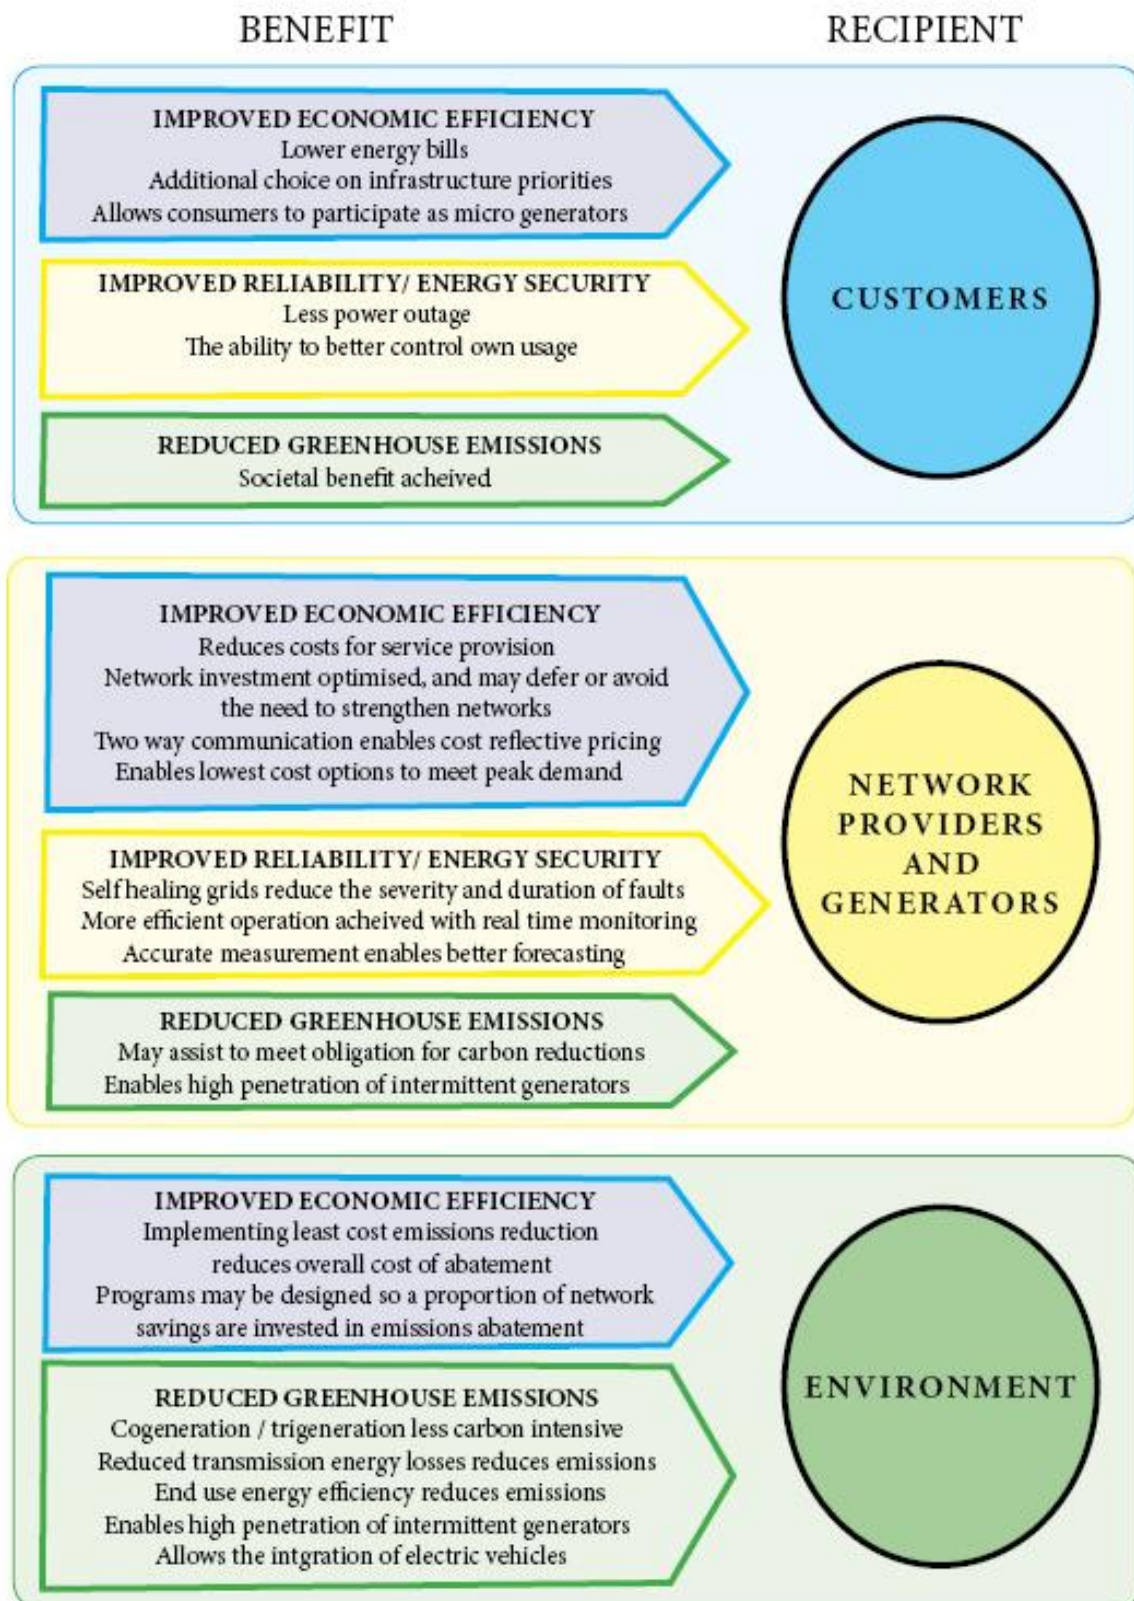 BENEFIT
RECIPIENT
IMPROVED ECONOMIC EFFICIENCY
Lower energy bills
Additional choice on infrastructure priorities
Allows consumers to participate as micro generators
IMPROVED RELIABILITY/ ENERGY SECURITY
Less power outage
The ability to better control own usage
REDUCED GREENHOUSE EMISSIONS
Societal benefit acheived
CUSTOMERS
IMPROVED ECONOMIC EFFICIENCY
Reduces costs for service provision
Network investment optimised, and may defer or avoid
the need to strengthen networks
Two way communication enables cost reflective pricing
Enables lowest cost options to meet peak demand
IMPROVED RELIABILITY/ ENERGY SECURITY
Self healing grids reduce the severity and duration of faults
More efficient operation acheived with real time monitoring
Accurate measurement enables better forecasting
REDUCED GREENHOUSE EMISSIONS
May assist to meet obligation for carbon reductions
Enables high penetration of intermittent generators
NETWORK
PROVIDERS
AND
GENERATORS
IMPROVED ECONOMIC EFFICIENCY
Implementing least cost emissions reduction
reduces overall cost of abatement
Programs may be designed so a proportion of network
savings are invested in emissions abatement
REDUCED GREENHOUSE EMISSIONS
Cogeneration / trigeneration less carbon intensive
Reduced transmission energy losses reduces emissions
End use energy efficiency reduces emissions
Enables high penetration of intermittent generators
Allows the intgration of electric vehicles
ENVIRONMENT